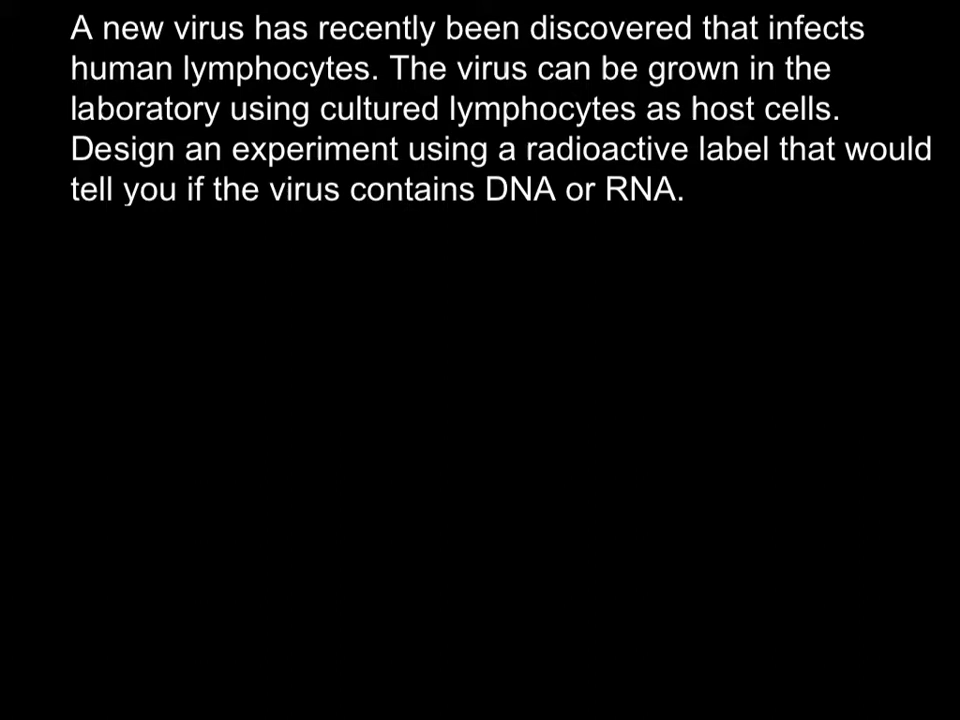 A new virus has recently been discovered that infects
human lymphocytes. The virus can be grown in the
laboratory using cultured lymphocytes as host cells.
Design an experiment using a radioactive label that would
tell you if the virus contains DNA or RNA.